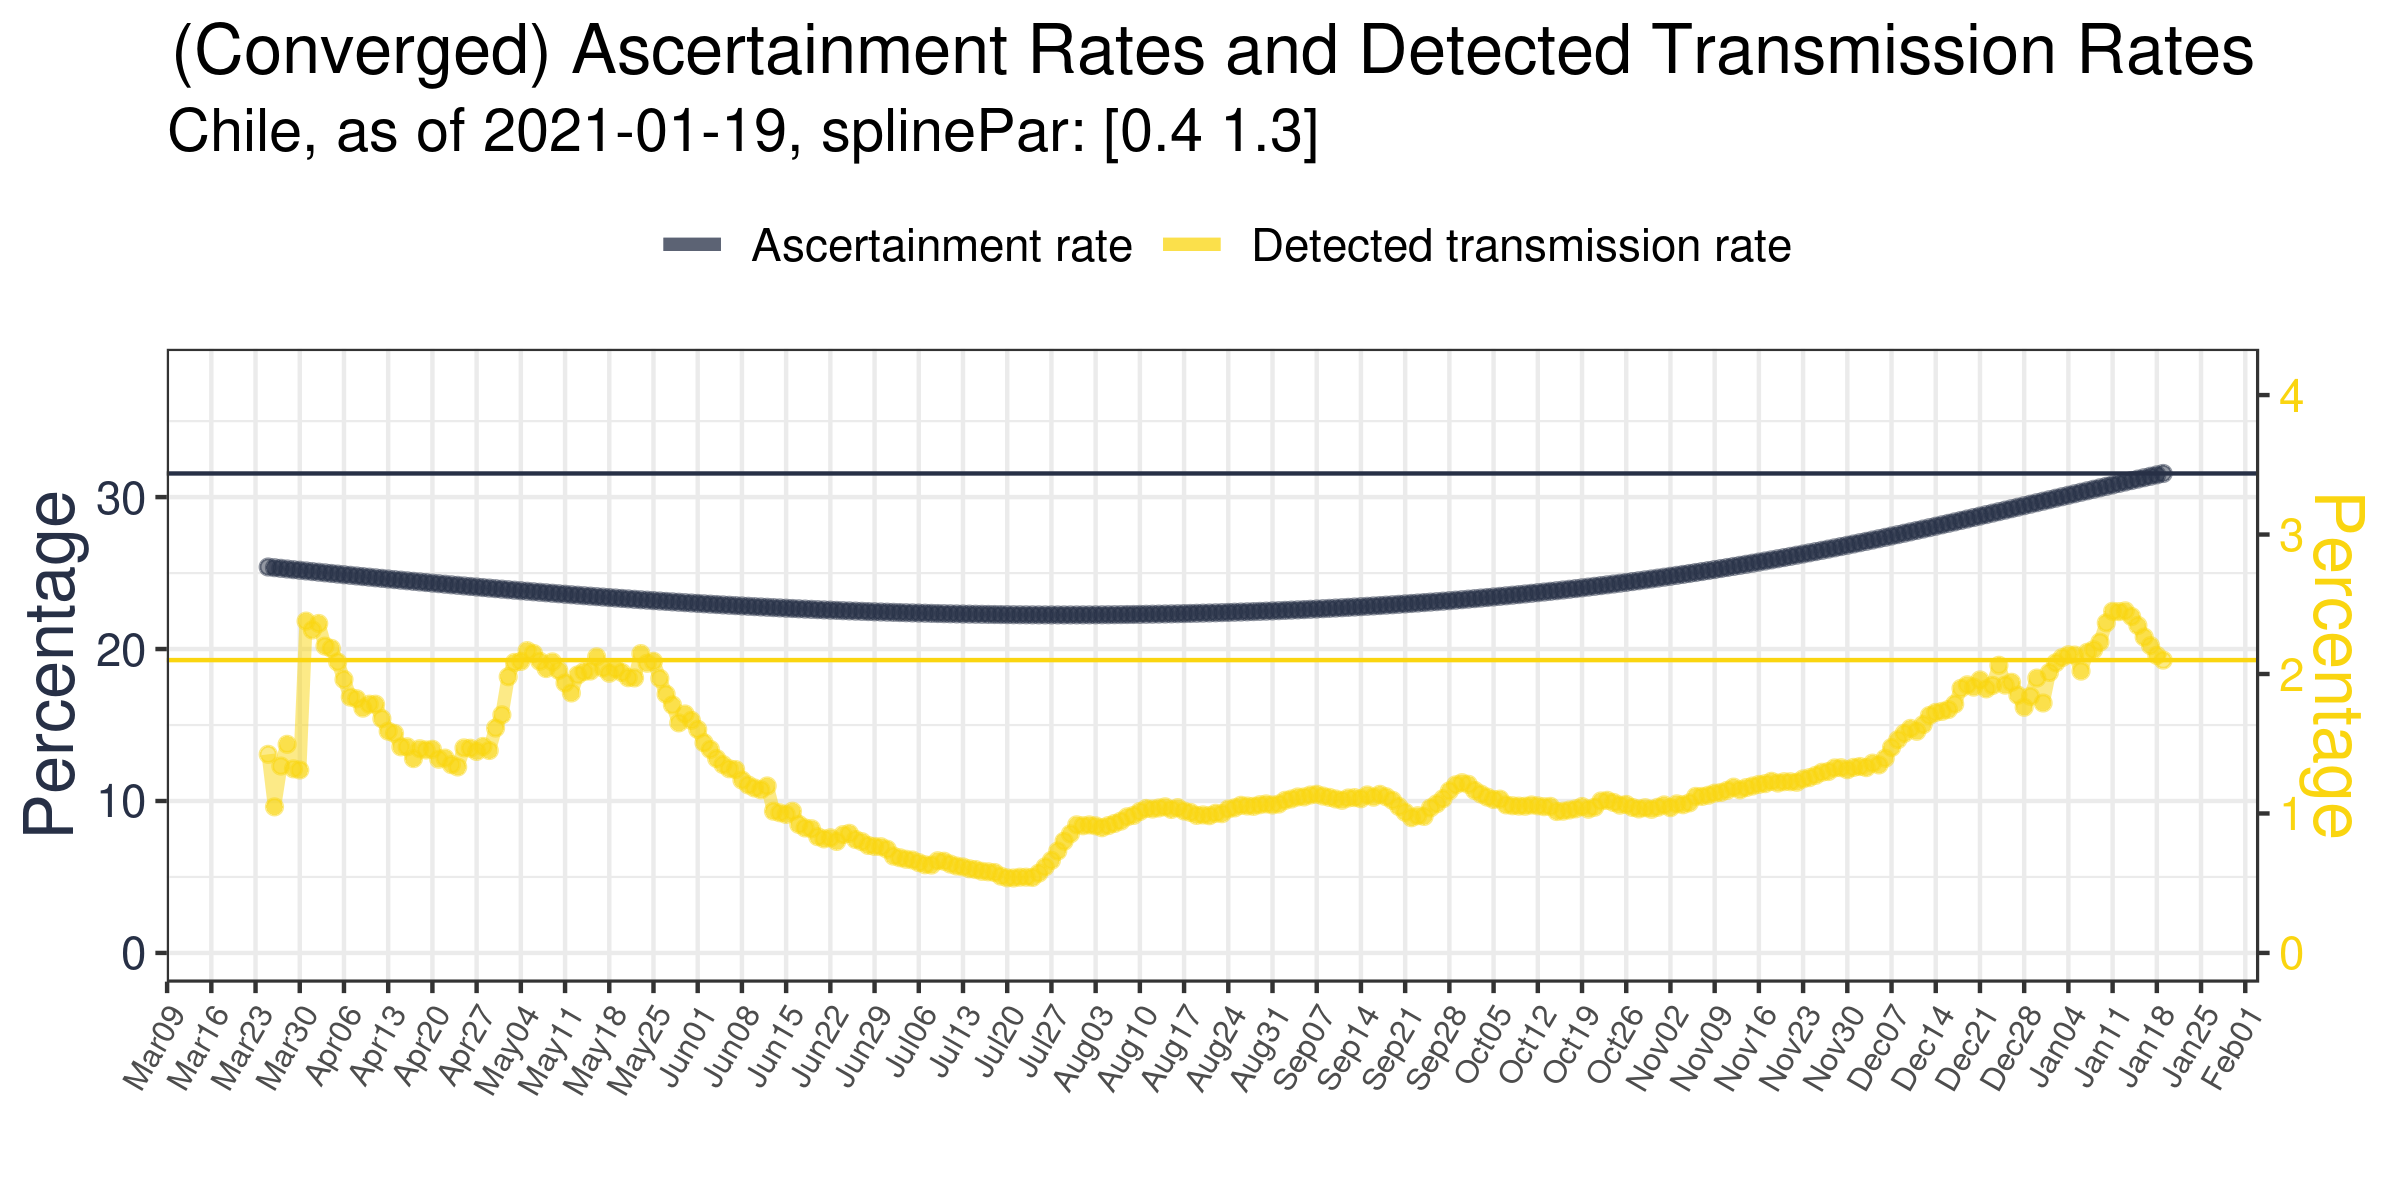 (Converged) Ascertainment Rates and Detected Transmission Rates
Chile, as of 2021-01-19, splinePar: [0.4 1.3]
Ascertainment rate
Detected transmission rate
Percentage
30
20
10
0
4
3
2
1
0
Percentage
Mar09
Mar16
Mar23
Mar30
Apr06
Apr13
Apr20
Apr27
May04
May11
May18
May25
Jun01
Jun08
Jun15
Jun22
Jun29
Jul06
Jul13
Jul20
Jul27
Aug03
Aug10
Aug17
Aug24
Aug31
Sep07
Sep14
Sep21
Sep28
Oct05
Oct12
Oct19
Oct26
Nov02
Nov09
Nov16
Nov23
Nov30
Dec07
Dec14
Dec21
Dec28
Jan04
Jan11
Jan18
Jan25
Feb01